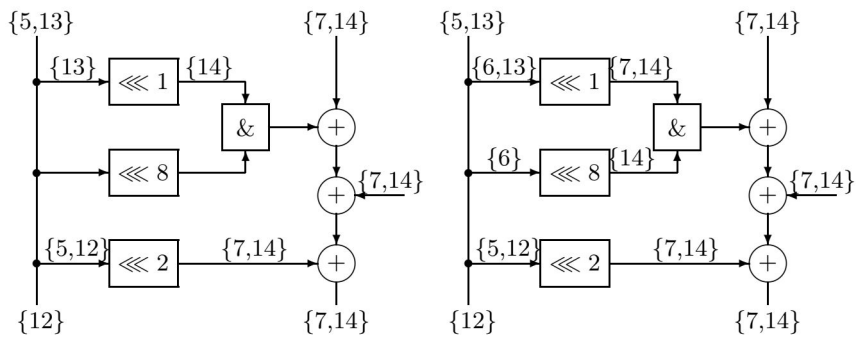 {5,13} {7,14} {5,13} {7,14}
{13} ⋘ 1 {14} {6,13} ⋘ 1 {7,14}
& + & +
⋘ 8 {6} ⋘ 8 {14}
+ {7,14} + {7,14}
{5,12} ⋘ 2 {7,14} + {5,12} ⋘ 2 {7,14} +
{12} {7,14} {12} {7,14}